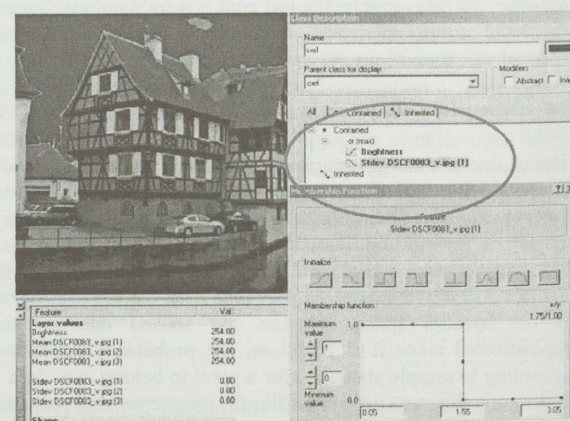 Class Description
Name
ciel
Parent class for display
ciel
Modifiers
Abstract
All
Contained
Inherited
Contained
or (max)
Brightness
Stdev DSCF0083_v.jpg (1)
Inherited
Membership Function
Feature
Stdev DSCF0083_v.jpg (1)
Initialize
Membership function
x/y
1.75/1.00
Maximum value
1.0
1
0
Minimum value
0.0
0.05
1.55
3.05
Feature
Val
Layer values
Brightness
254.00
Mean DSCF0083_v.jpg (1)
254.00
Mean DSCF0083_v.jpg (2)
254.00
Mean DSCF0083_v.jpg (3)
254.00
Stdev DSCF0083_v.jpg (1)
0.00
Stdev DSCF0083_v.jpg (2)
0.00
Stdev DSCF0083_v.jpg (3)
0.00
Shape